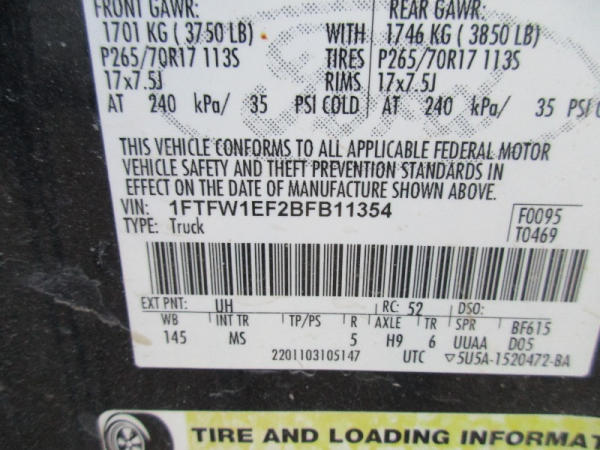 FRONT GAWR: REAR GAWR:
1701 KG ( 3750 LB) WITH 1746 KG ( 3850 LB)
P265/70R17 113S TIRES P265/70R17 113S
17x7.5J RIMS 17x7.5J
AT 240 kPa/ 35 PSI COLD AT 240 kPa/ 35 PSI CO
THIS VEHICLE CONFORMS TO ALL APPLICABLE FEDERAL MOTOR
VEHICLE SAFETY AND THEFT PREVENTION STANDARDS IN
EFFECT ON THE DATE OF MANUFACTURE SHOWN ABOVE.
VIN: 1FTFW1EF2BFB11354 F0095
TYPE: Truck T0469
EXT PNT: UH RC: 52 DSO:
WB INT TR TP/PS R AXLE TR SPR BF615
145 MS 5 H9 6 UUAA D05
2201103105147 UTC ▽5U5A-1520472-BA
TIRE AND LOADING INFORMAT